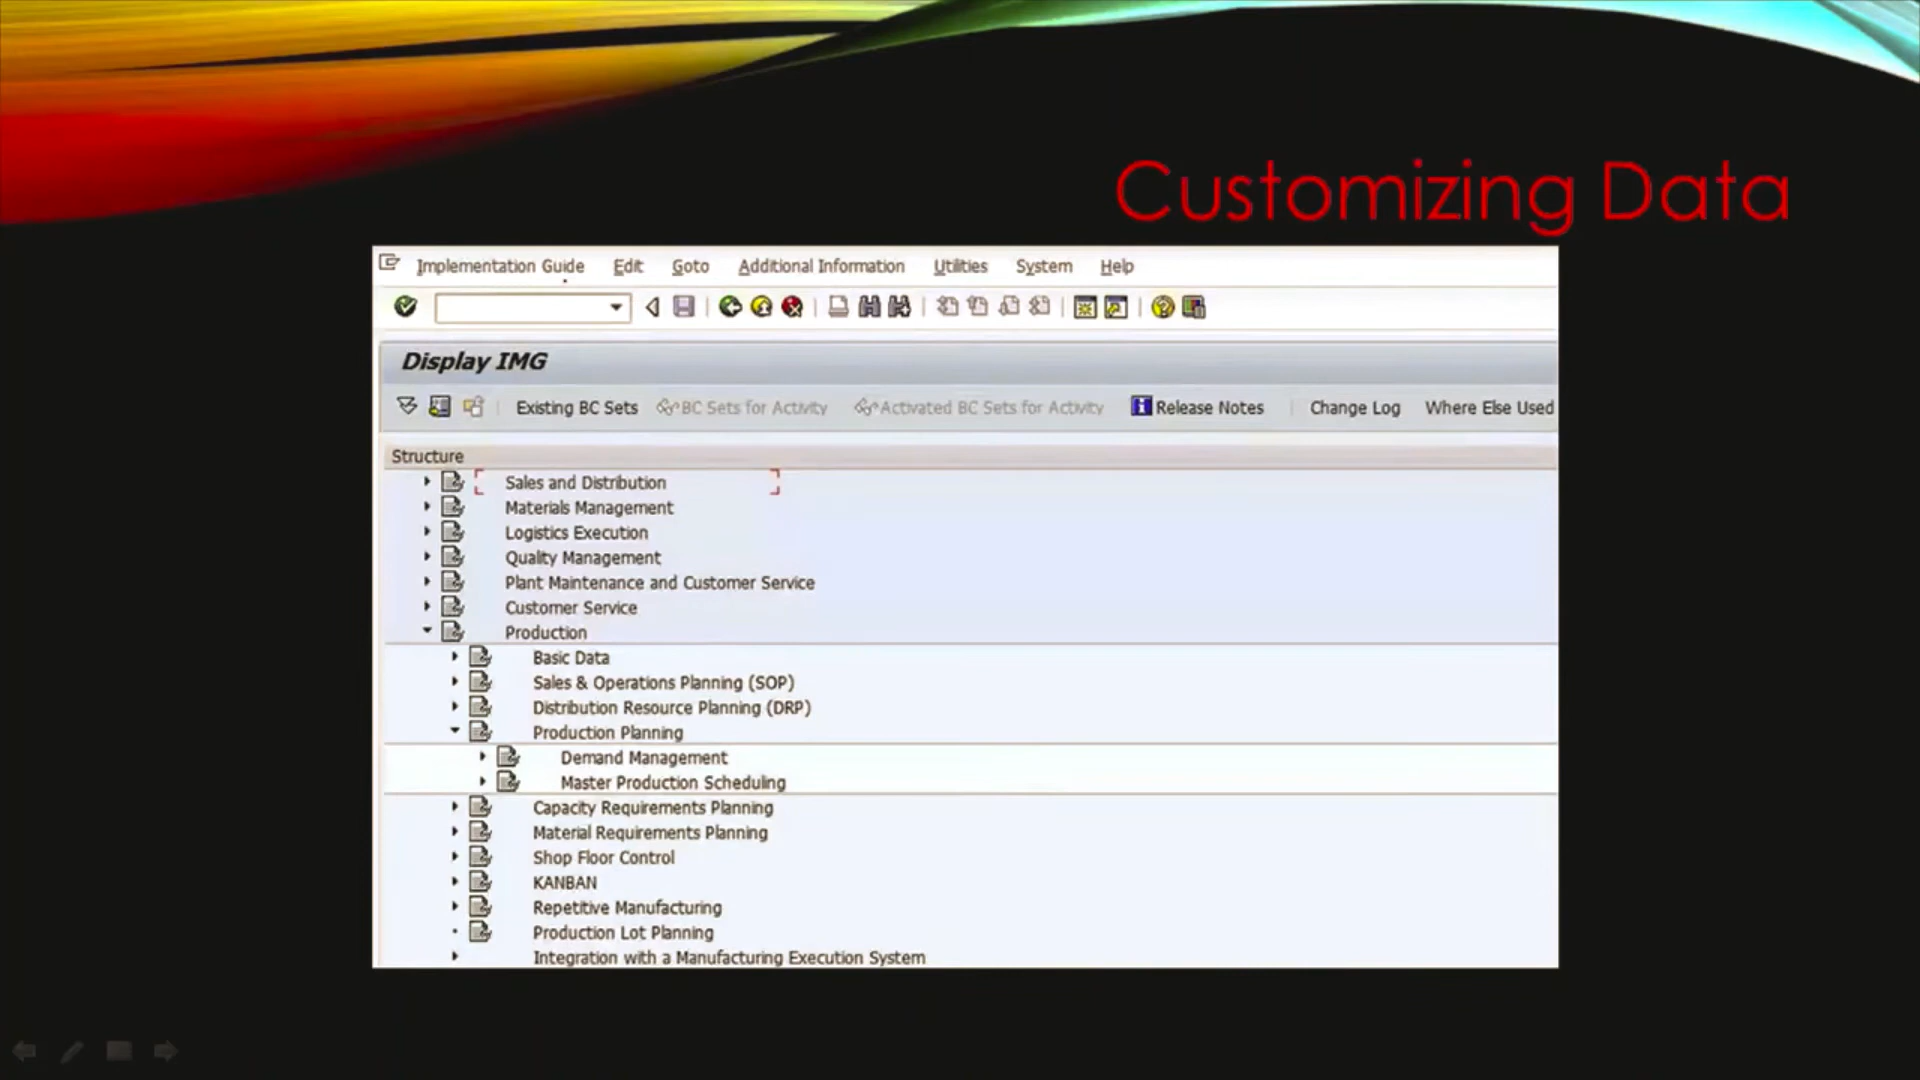 Customizing Data
Implementation Guide Edit Goto Additional Information Utilities System Help
Display IMG
Existing BC Sets BC Sets for Activity Activated BC Sets for Activity Release Notes Change Log Where Else Used
Structure
Sales and Distribution
Materials Management
Logistics Execution
Quality Management
Plant Maintenance and Customer Service
Customer Service
Production
Basic Data
Sales & Operations Planning (SOP)
Distribution Resource Planning (DRP)
Production Planning
Demand Management
Master Production Scheduling
Capacity Requirements Planning
Material Requirements Planning
Shop Floor Control
KANBAN
Repetitive Manufacturing
Production Lot Planning
Integration with a Manufacturing Execution System